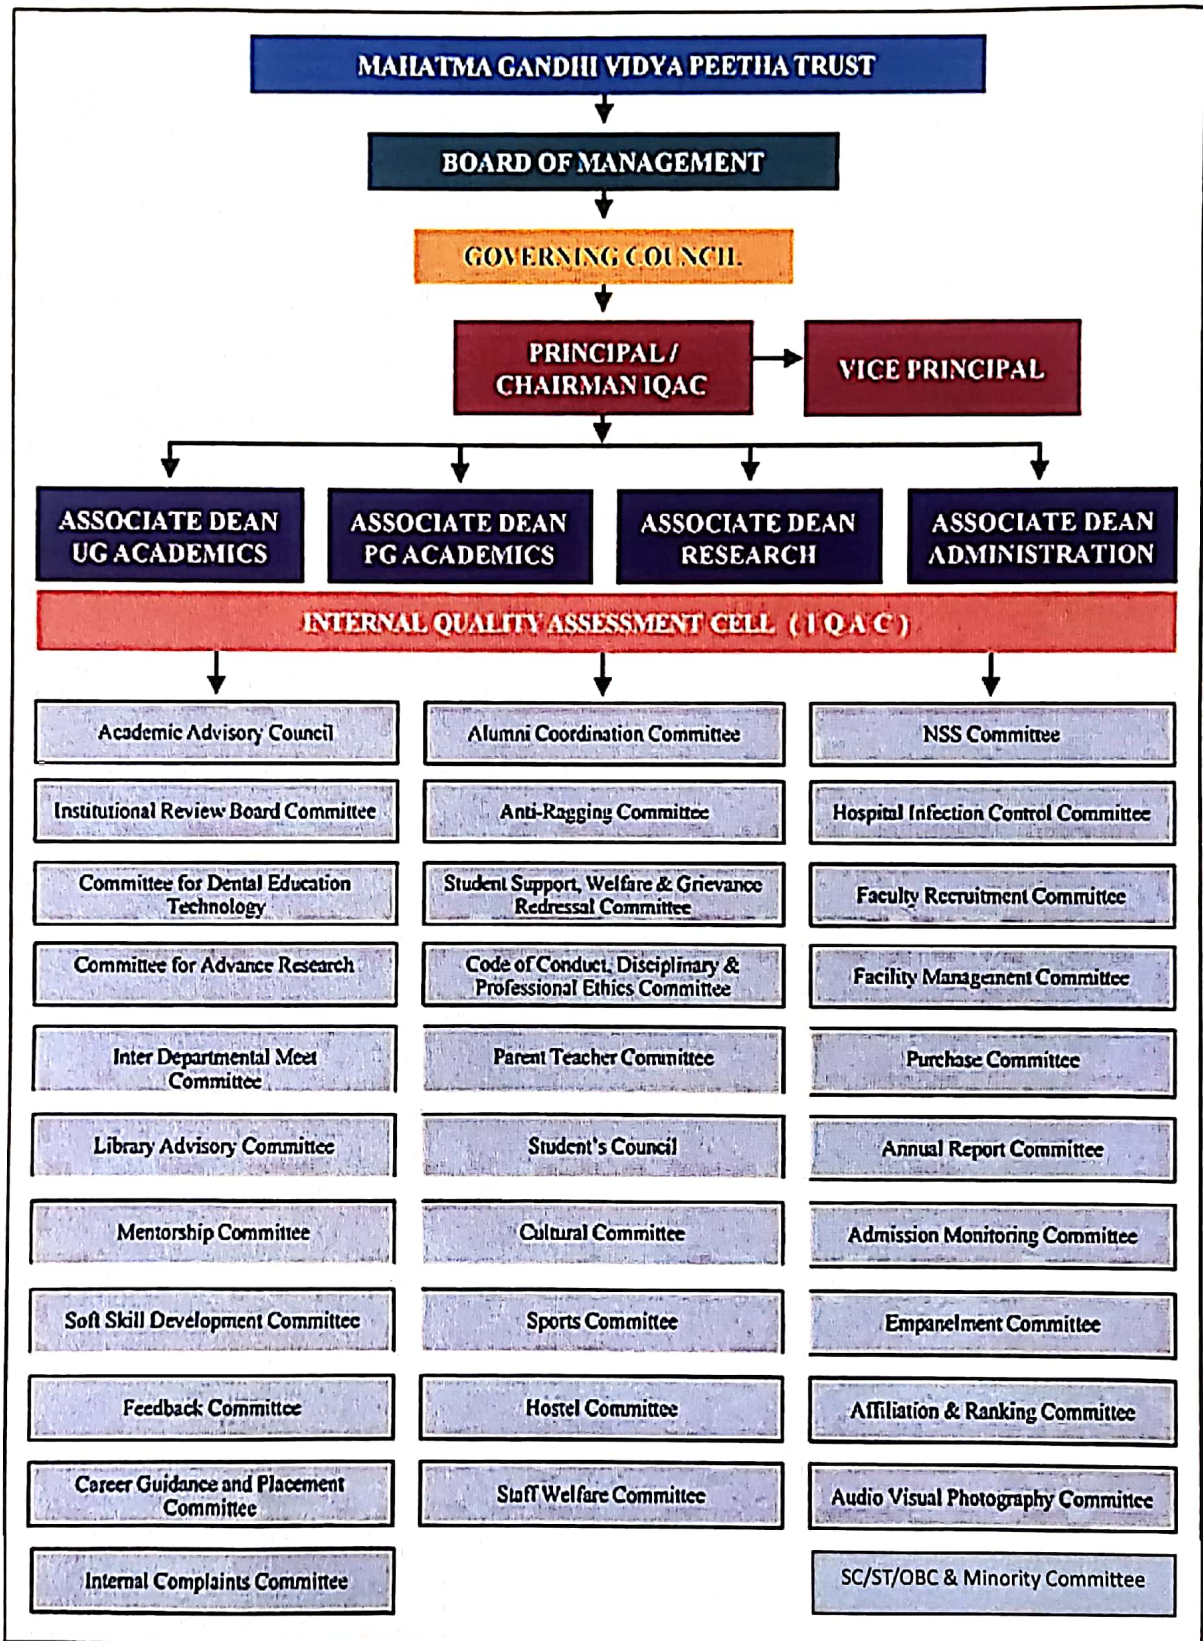 MAHATMA GANDHI VIDYA PEETHA TRUST
BOARD OF MANAGEMENT
GOVERNING COUNCIL
PRINCIPAL /
CHAIRMAN IQAC
VICE PRINCIPAL
ASSOCIATE DEAN
UG ACADEMICS
ASSOCIATE DEAN
PG ACADEMICS
ASSOCIATE DEAN
RESEARCH
ASSOCIATE DEAN
ADMINISTRATION
INTERNAL QUALITY ASSESSMENT CELL ( I Q A C )
Academic Advisory Council
Institutional Review Board Committee
Committee for Dental Education
Technology
Committee for Advance Research
Inter Departmental Meet
Committee
Library Advisory Committee
Mentorship Committee
Soft Skill Development Committee
Feedback Committee
Career Guidance and Placement
Committee
Internal Complaints Committee
Alumni Coordination Committee
Anti-Ragging Committee
Student Support, Welfare & Grievance
Redressal Committee
Code of Conduct, Disciplinary &
Professional Ethics Committee
Parent Teacher Committee
Student's Council
Cultural Committee
Sports Committee
Hostel Committee
Staff Welfare Committee
NSS Committee
Hospital Infection Control Committee
Faculty Recruitment Committee
Facility Management Committee
Purchase Committee
Annual Report Committee
Admission Monitoring Committee
Empanelment Committee
Affiliation & Ranking Committee
Audio Visual Photography Committee
SC/ST/OBC & Minority Committee